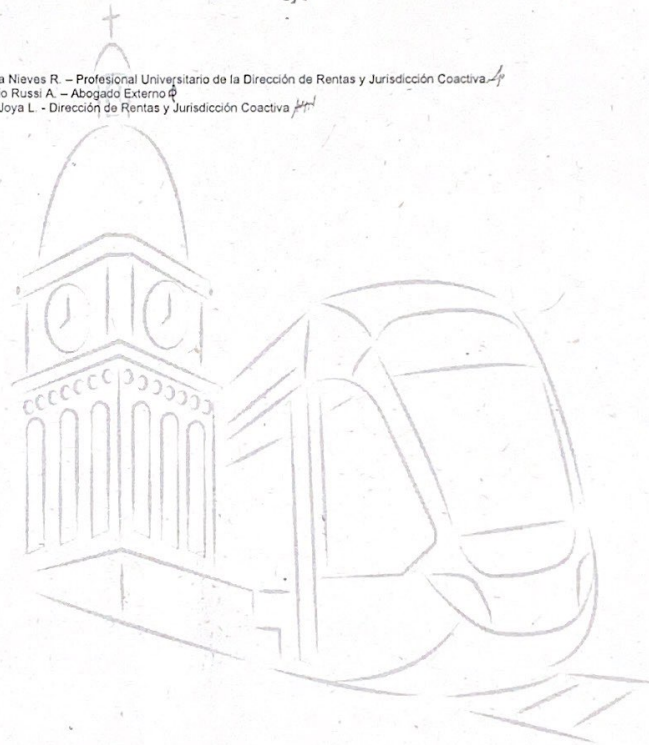 a Nieves R. – Profesional Universitario de la Dirección de Rentas y Jurisdicción Coactiva
o Russi A. – Abogado Externo
Joya L. - Dirección de Rentas y Jurisdicción Coactiva